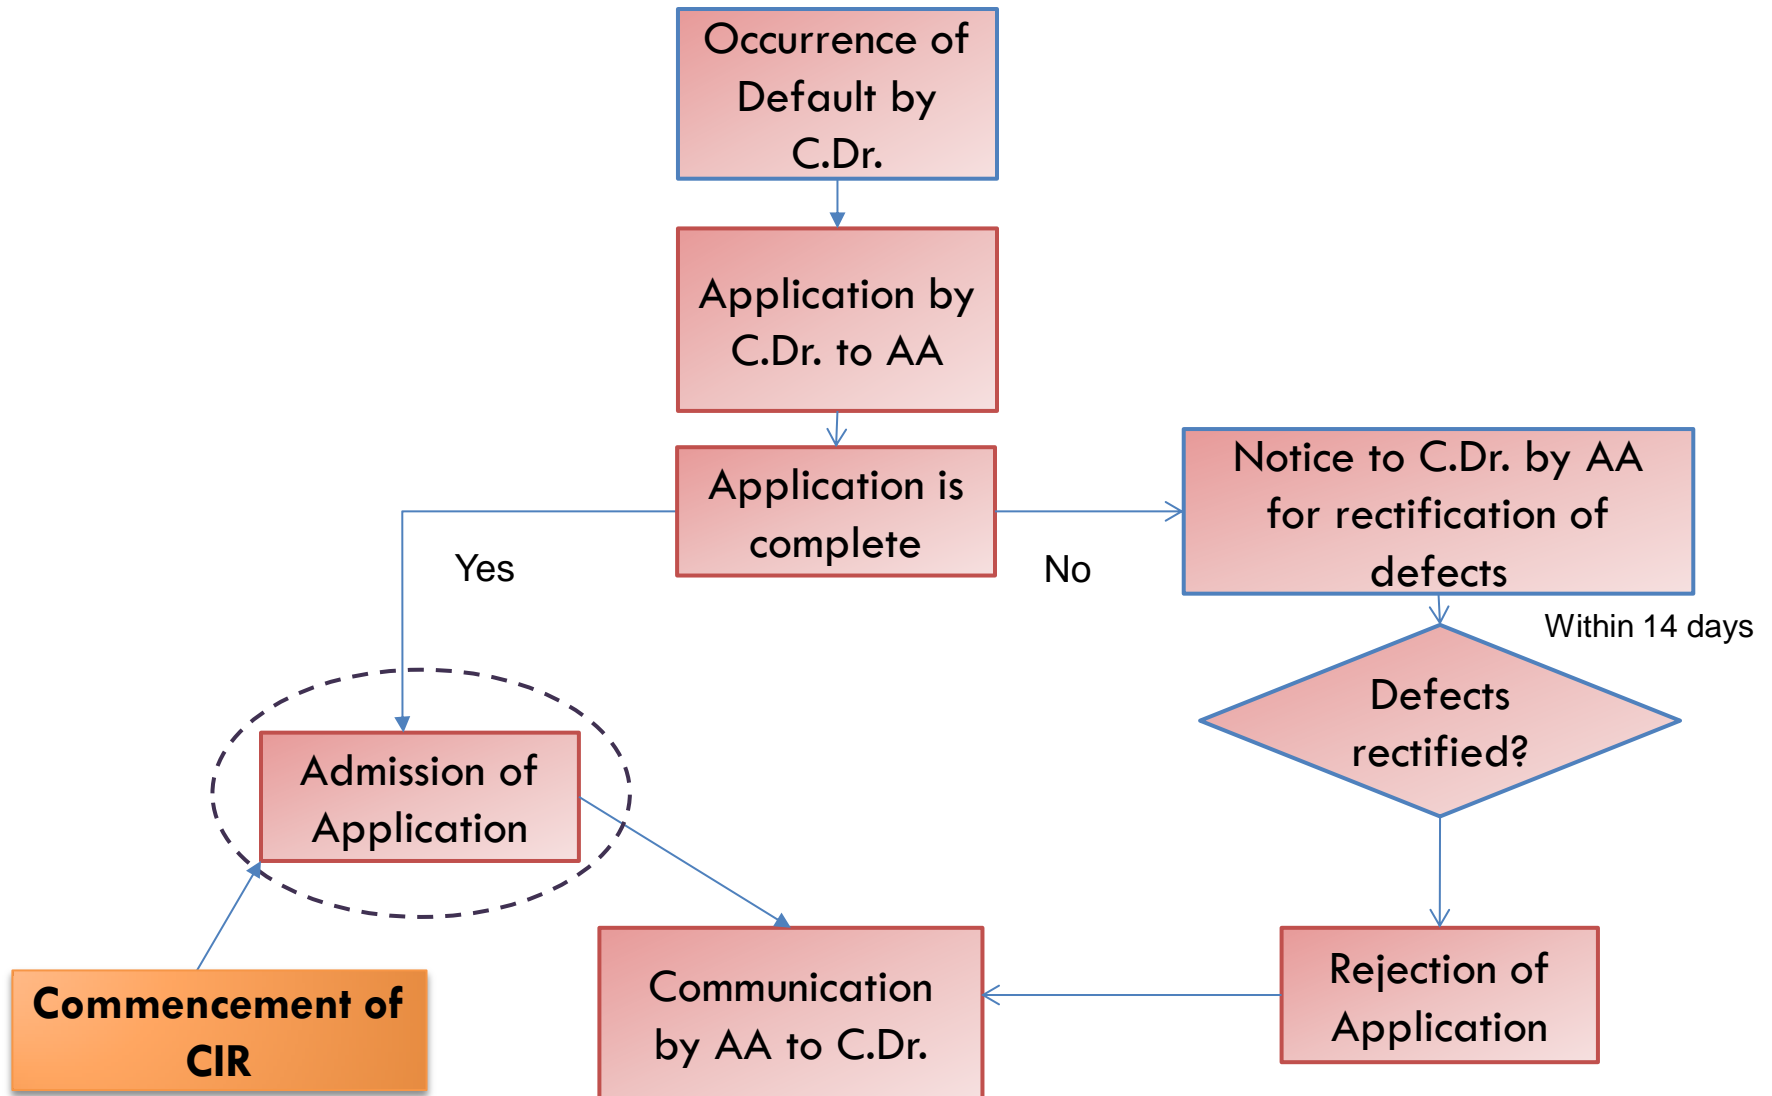 Occurrence of
Default by
C.Dr.
Application by
C.Dr. to AA
Application is
complete
Notice to C.Dr. by AA
for rectification of
defects
Yes
No
Within 14 days
Defects
rectified?
Admission of
Application
Commencement of
CIR
Communication
by AA to C.Dr.
Rejection of
Application